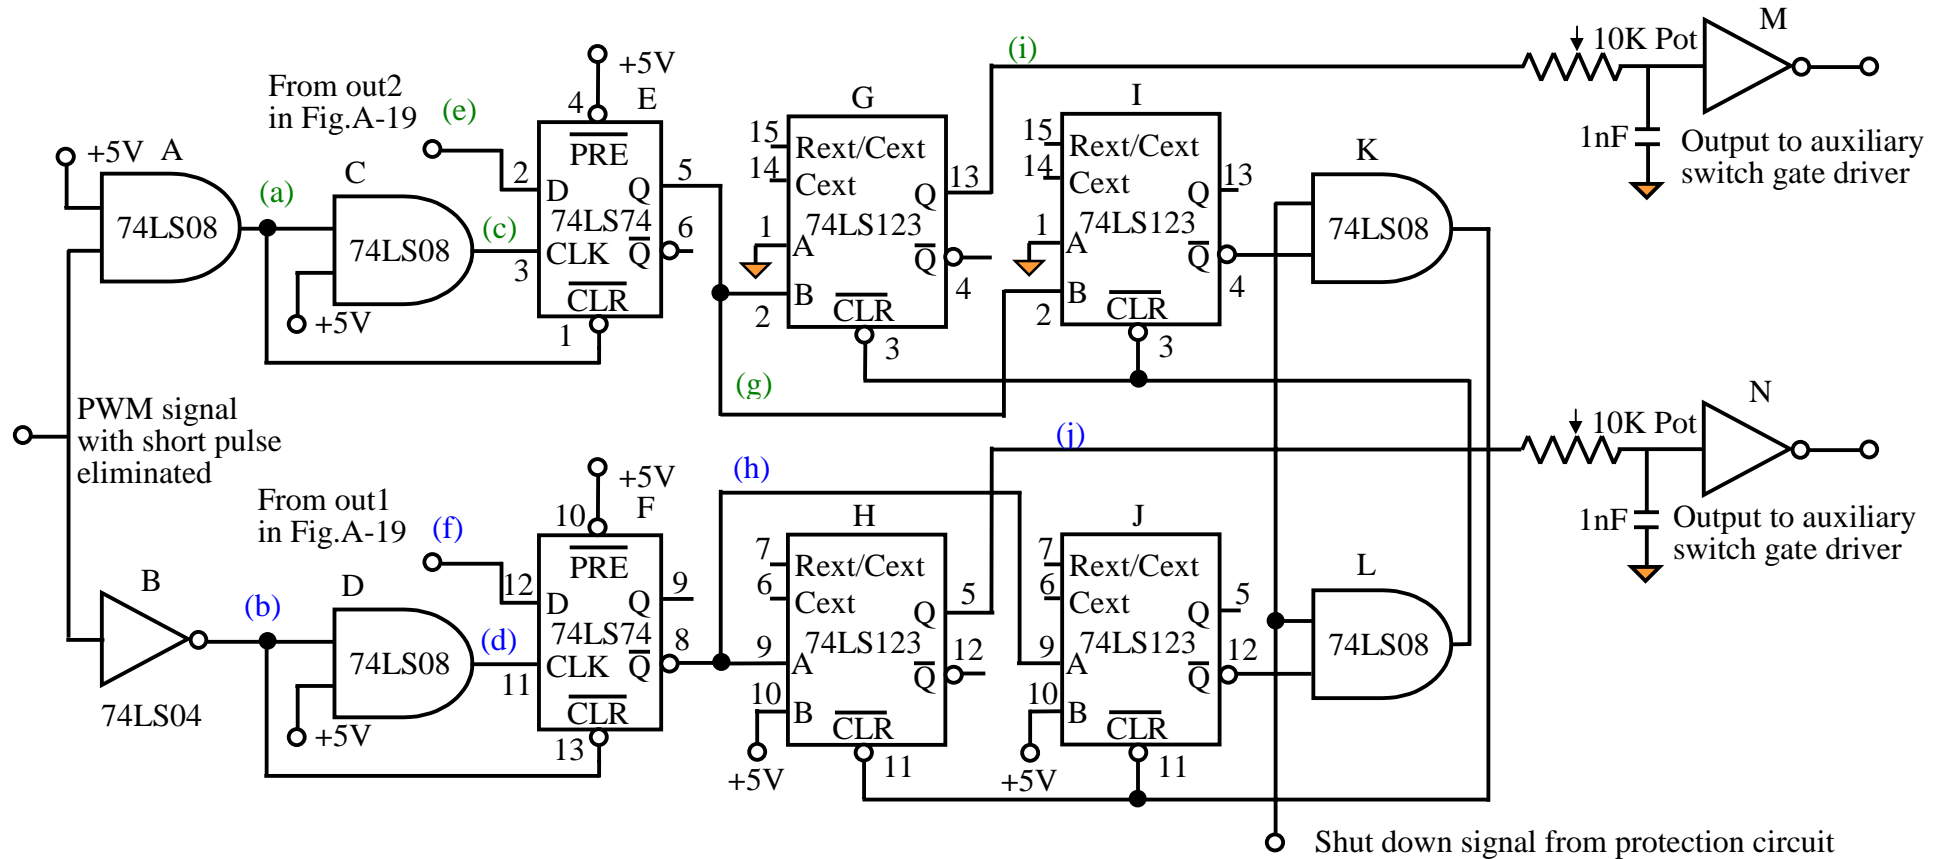 (i)
10K Pot
M
1nF
Output to auxiliary
switch gate driver
+5V
From out2
in Fig.A-19
(e)
4
E
PRE
2
D
Q
5
74LS74
6
CLK
Q
3
CLR
1
+5V
A
74LS08
(a)
C
74LS08
+5V
(c)
G
15
Rext/Cext
14
Cext
Q
13
74LS123
1
A
Q
B
2
CLR
4
3
I
15
Rext/Cext
14
Cext
Q
13
74LS123
1
A
Q
B
2
CLR
4
3
K
74LS08
(g)
PWM signal
with short pulse
eliminated
(j)
10K Pot
N
1nF
Output to auxiliary
switch gate driver
(h)
+5V
From out1
in Fig.A-19
(f)
10
F
PRE
12
D
Q
9
74LS74
8
CLK
Q
11
CLR
13
B
74LS04
(b)
D
74LS08
+5V
(d)
H
7
Rext/Cext
6
Cext
Q
5
74LS123
9
A
Q
12
10
B
CLR
+5V
11
J
7
Rext/Cext
6
Cext
Q
5
74LS123
9
A
Q
12
10
B
CLR
+5V
11
L
74LS08
Shut down signal from protection circuit